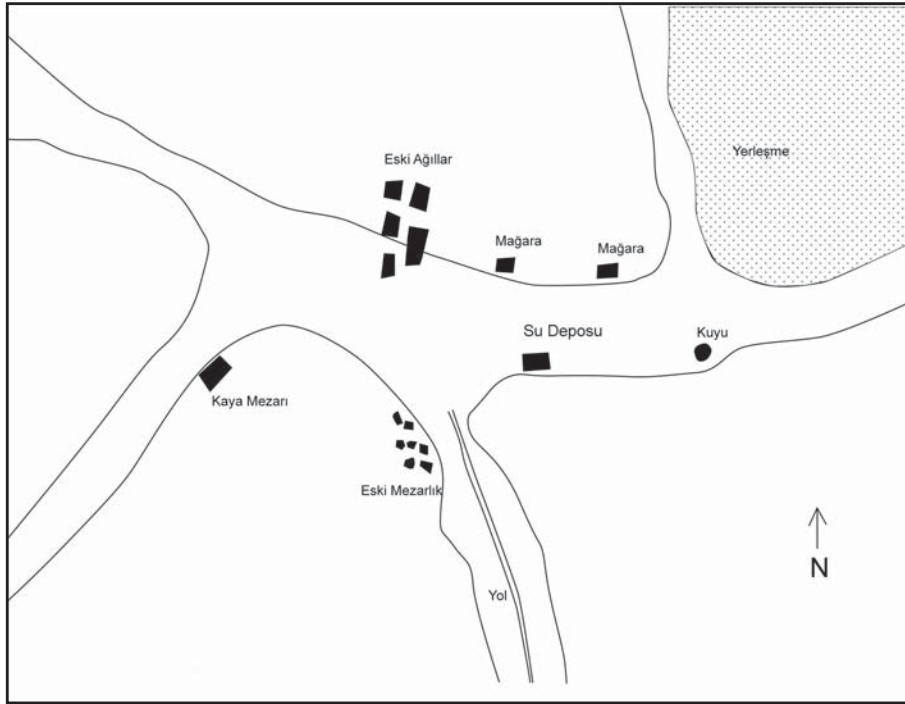 Yerleşme
Eski Ağıllar
Mağara
Mağara
Su Deposu
Kuyu
Kaya Mezarı
Eski Mezarlık
N
Yol